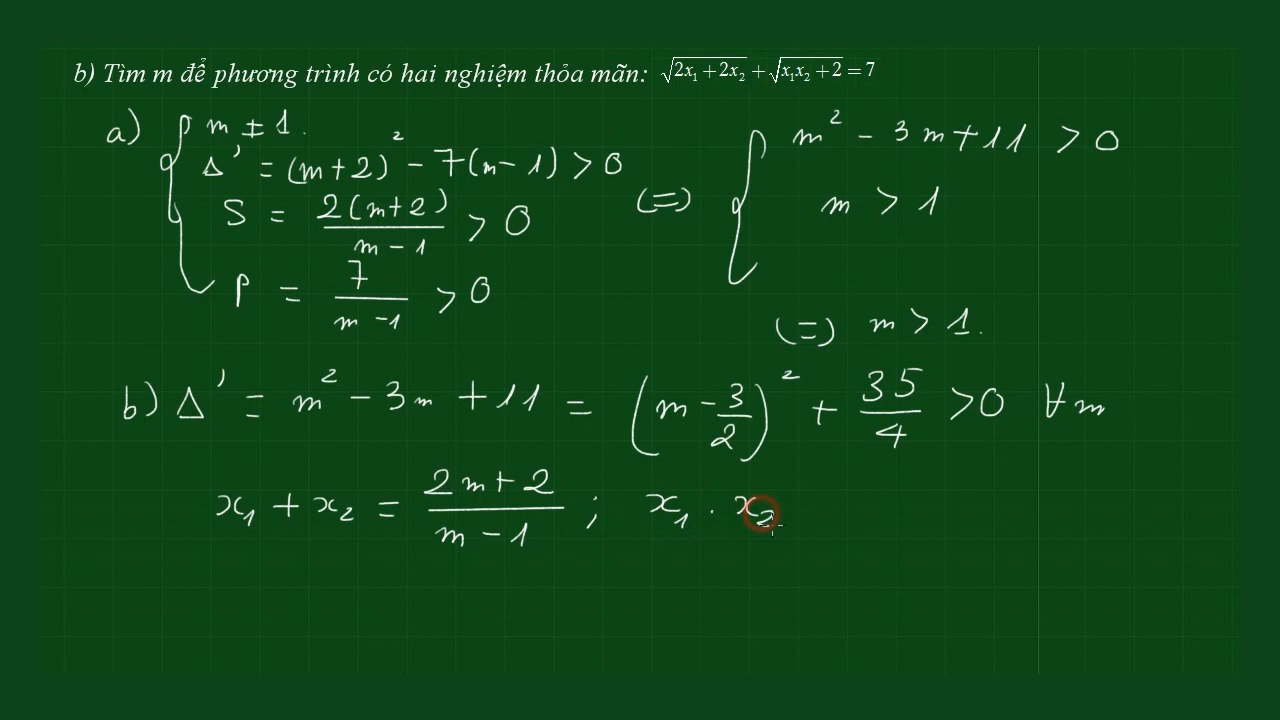 b) Tìm m để phương trình có hai nghiệm thỏa mãn: √(2x₁ + 2x₂) + √(x₁x₂ + 2) = 7
a) { m ≠ 1.
Δ' = (m+2)² - 7(m-1) > 0
S = 2(m+2)/(m-1) > 0
P = 7/(m-1) > 0
(=) { m² - 3m + 11 > 0
m > 1
(=) m > 1.
b) Δ' = m² - 3m + 11 = (m - 3/2)² + 35/4 > 0 ∀m
x₁ + x₂ = (2m+2)/(m-1) ; x₁ . x₂